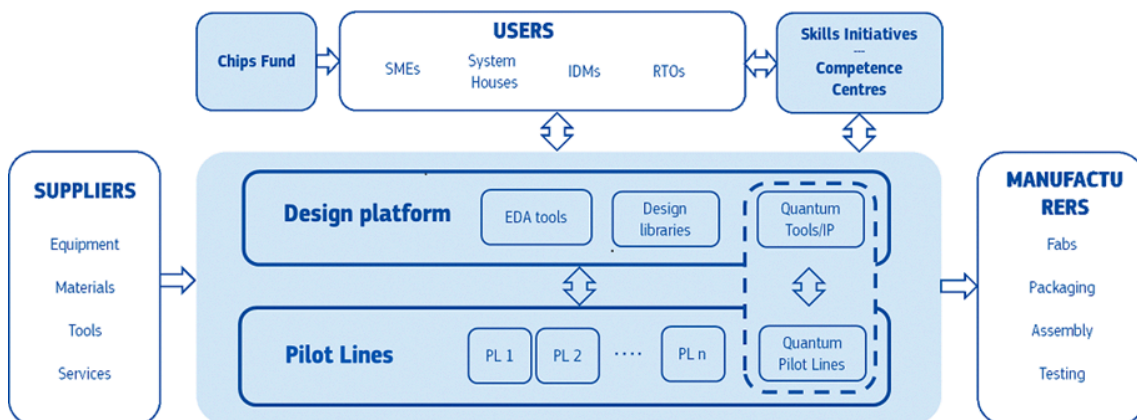 Chips Fund
USERS
SMEs
System
Houses
IDMs
RTOs
Skills Initiatives
---
Competence
Centres
SUPPLIERS
Equipment
Materials
Tools
Services
Design platform
EDA tools
Design
libraries
Quantum
Tools/IP
Pilot Lines
PL 1
PL 2
....
PL n
Quantum
Pilot Lines
MANUFACTU
RERS
Fabs
Packaging
Assembly
Testing